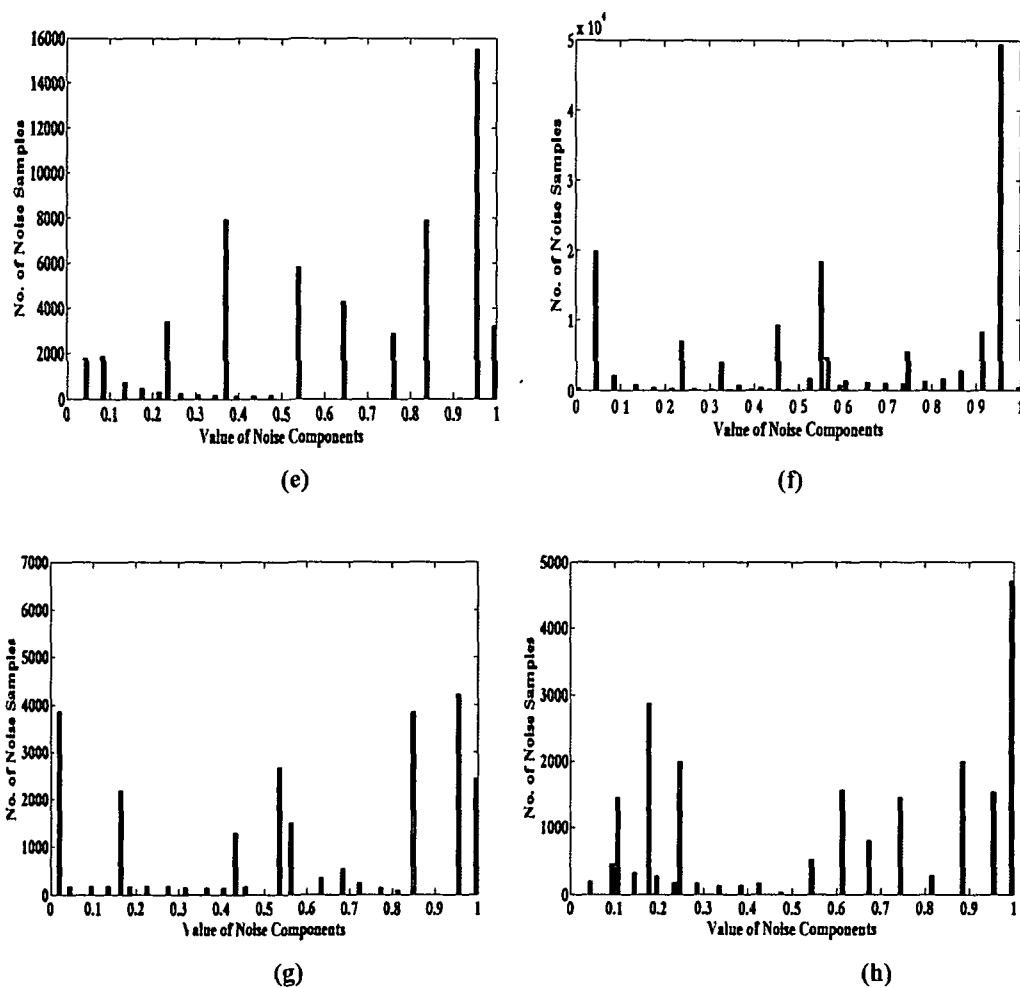 16000
14000
12000
10000
8000
6000
4000
2000
0
No. of Noise Samples
0 0.1 0.2 0.3 0.4 0.5 0.6 0.7 0.8 0.9 1
Value of Noise Components
(e)
x 10^4
5
4
3
2
1
0
No. of Noise Samples
0 0 1 0 2 0 3 0 4 0 5 0 6 0 7 0 8 0 9 1
Value of Noise Components
(f)
7000
6000
5000
4000
3000
2000
1000
0
No. of Noise Samples
0 0.1 0.2 0.3 0.4 0.5 0.6 0.7 0.8 0.9 1
Value of Noise Components
(g)
5000
4000
3000
2000
1000
0
No. of Noise Samples
0 0.1 0.2 0.3 0.4 0.5 0.6 0.7 0.8 0.9 1
Value of Noise Components
(h)